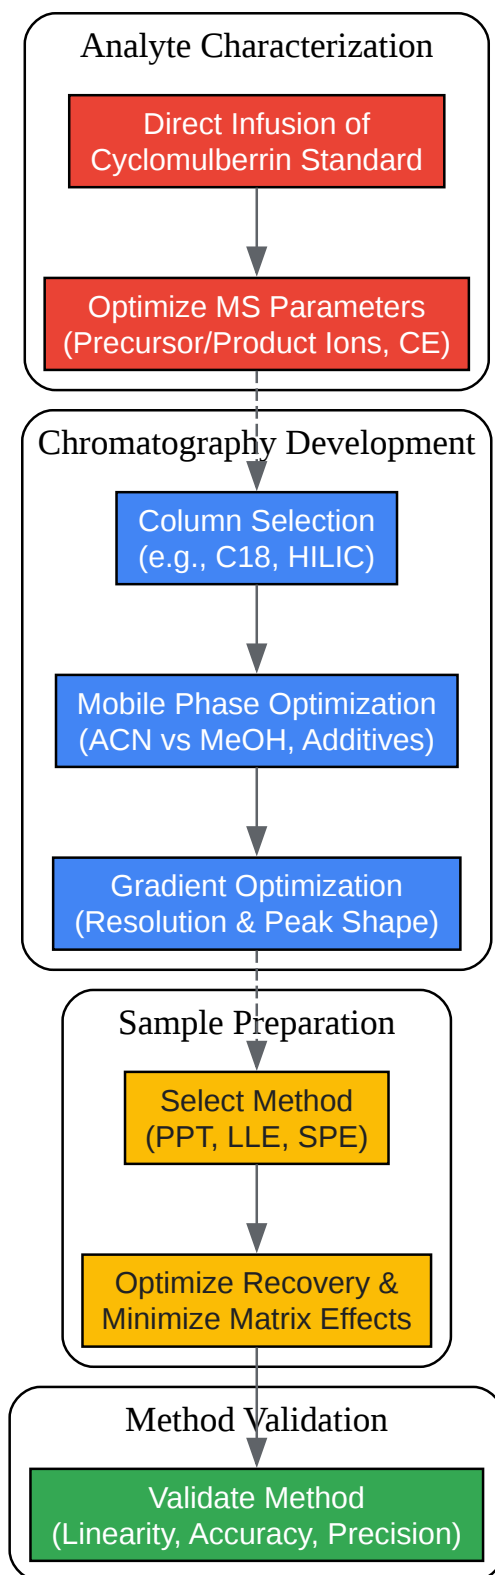 Analyte Characterization
Direct Infusion of
Cyclomulberrin Standard
Optimize MS Parameters
(Precursor/Product Ions, CE)
Chromatography Development
Column Selection
(e.g., C18, HILIC)
Mobile Phase Optimization
(ACN vs MeOH, Additives)
Gradient Optimization
(Resolution & Peak Shape)
Sample Preparation
Select Method
(PPT, LLE, SPE)
Optimize Recovery &
Minimize Matrix Effects
Method Validation
Validate Method
(Linearity, Accuracy, Precision)